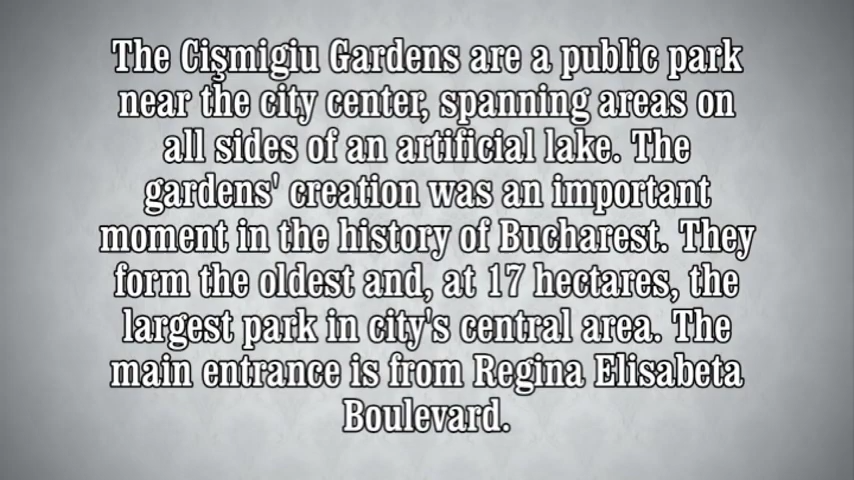 The Cişmigiu Gardens are a public park
near the city center, spanning areas on
all sides of an artificial lake. The
gardens' creation was an important
moment in the history of Bucharest. They
form the oldest and, at 17 hectares, the
largest park in city's central area. The
main entrance is from Regina Elisabeta
Boulevard.